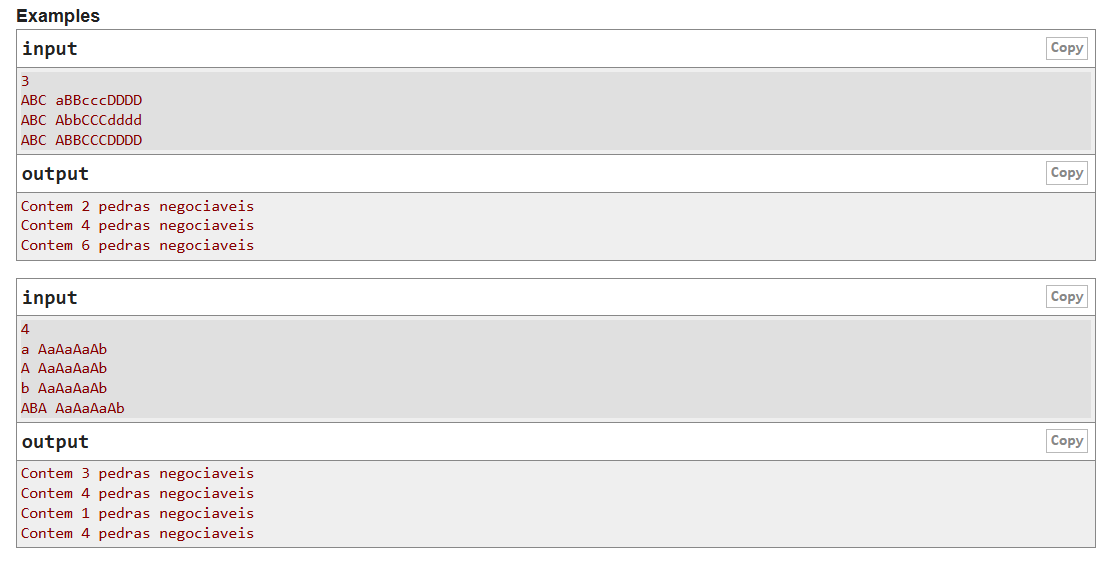 Examples
input
Copy
3
ABC aBBcccDDDD
ABC AbbCCCdddd
ABC ABBCCCDDDD
output
Copy
Contem 2 pedras negociaveis
Contem 4 pedras negociaveis
Contem 6 pedras negociaveis
input
Copy
4
a AaAaAaAb
A AaAaAaAb
b AaAaAaAb
ABA AaAaAaAb
output
Copy
Contem 3 pedras negociaveis
Contem 4 pedras negociaveis
Contem 1 pedras negociaveis
Contem 4 pedras negociaveis